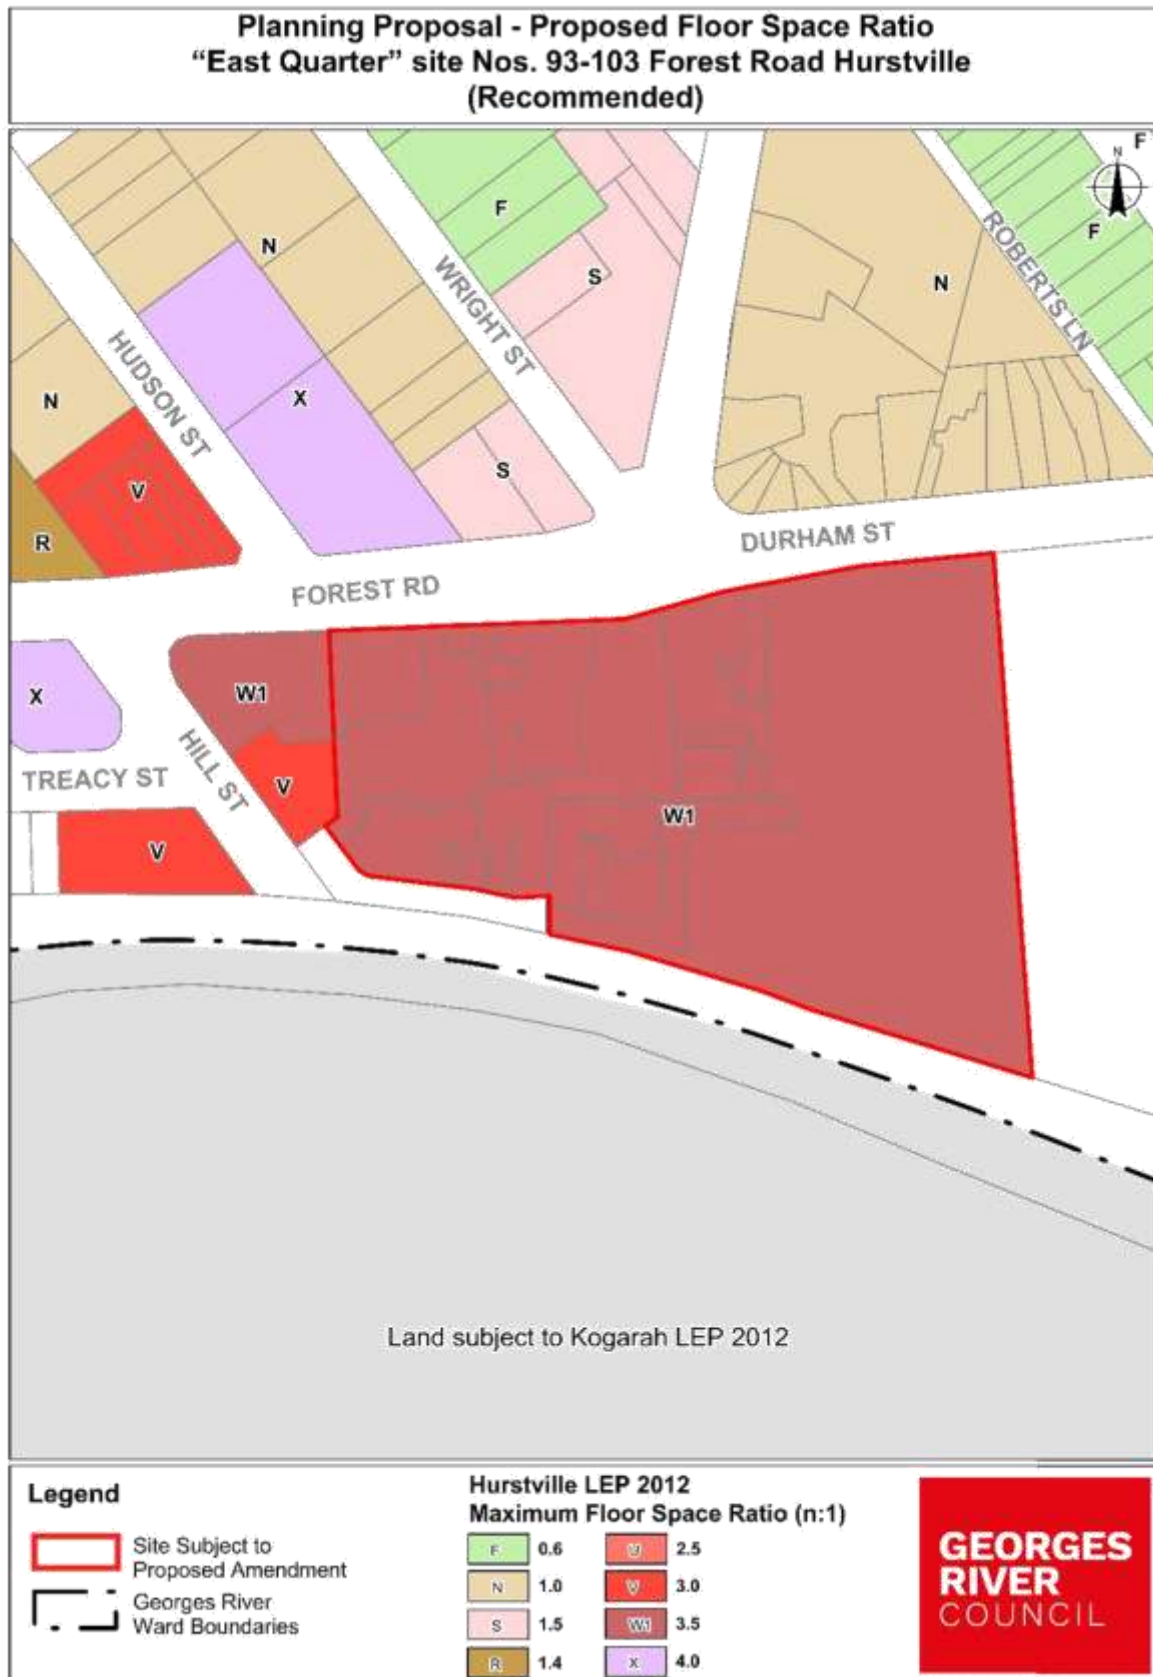 Planning Proposal - Proposed Floor Space Ratio
“East Quarter” site Nos. 93-103 Forest Road Hurstville
(Recommended)
F
N
F
N
F
S
N
ROBERTS LN
WRIGHT ST
HUDSON ST
N
X
S
V
R
DURHAM ST
FOREST RD
W1
X
HILL ST
TREACY ST
V
W1
V
Land subject to Kogarah LEP 2012
Legend
Site Subject to
Proposed Amendment
Georges River
Ward Boundaries
Hurstville LEP 2012
Maximum Floor Space Ratio (n:1)
F 0.6
N 1.0
S 1.5
R 1.4
U 2.5
V 3.0
W1 3.5
X 4.0
GEORGES
RIVER
COUNCIL